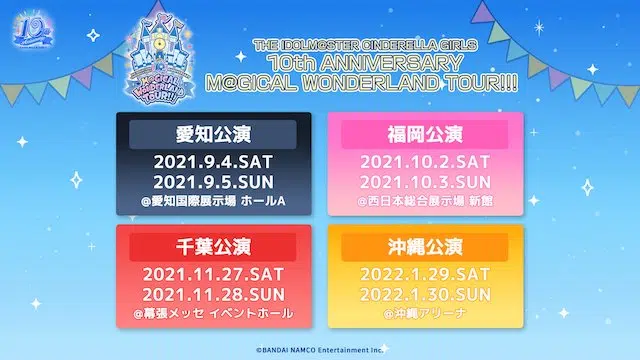 10th
THE IDOLM@STER CINDERELLA GIRLS
10th ANNIVERSARY
M@GICAL WONDERLAND TOUR!!!
M@GICAL
WONDERLAND
TOUR!!!
愛知公演
2021.9.4.SAT
2021.9.5.SUN
@愛知国際展示場 ホールA
福岡公演
2021.10.2.SAT
2021.10.3.SUN
@西日本総合展示場 新館
千葉公演
2021.11.27.SAT
2021.11.28.SUN
@幕張メッセ イベントホール
沖縄公演
2022.1.29.SAT
2022.1.30.SUN
@沖縄アリーナ
©BANDAI NAMCO Entertainment Inc.